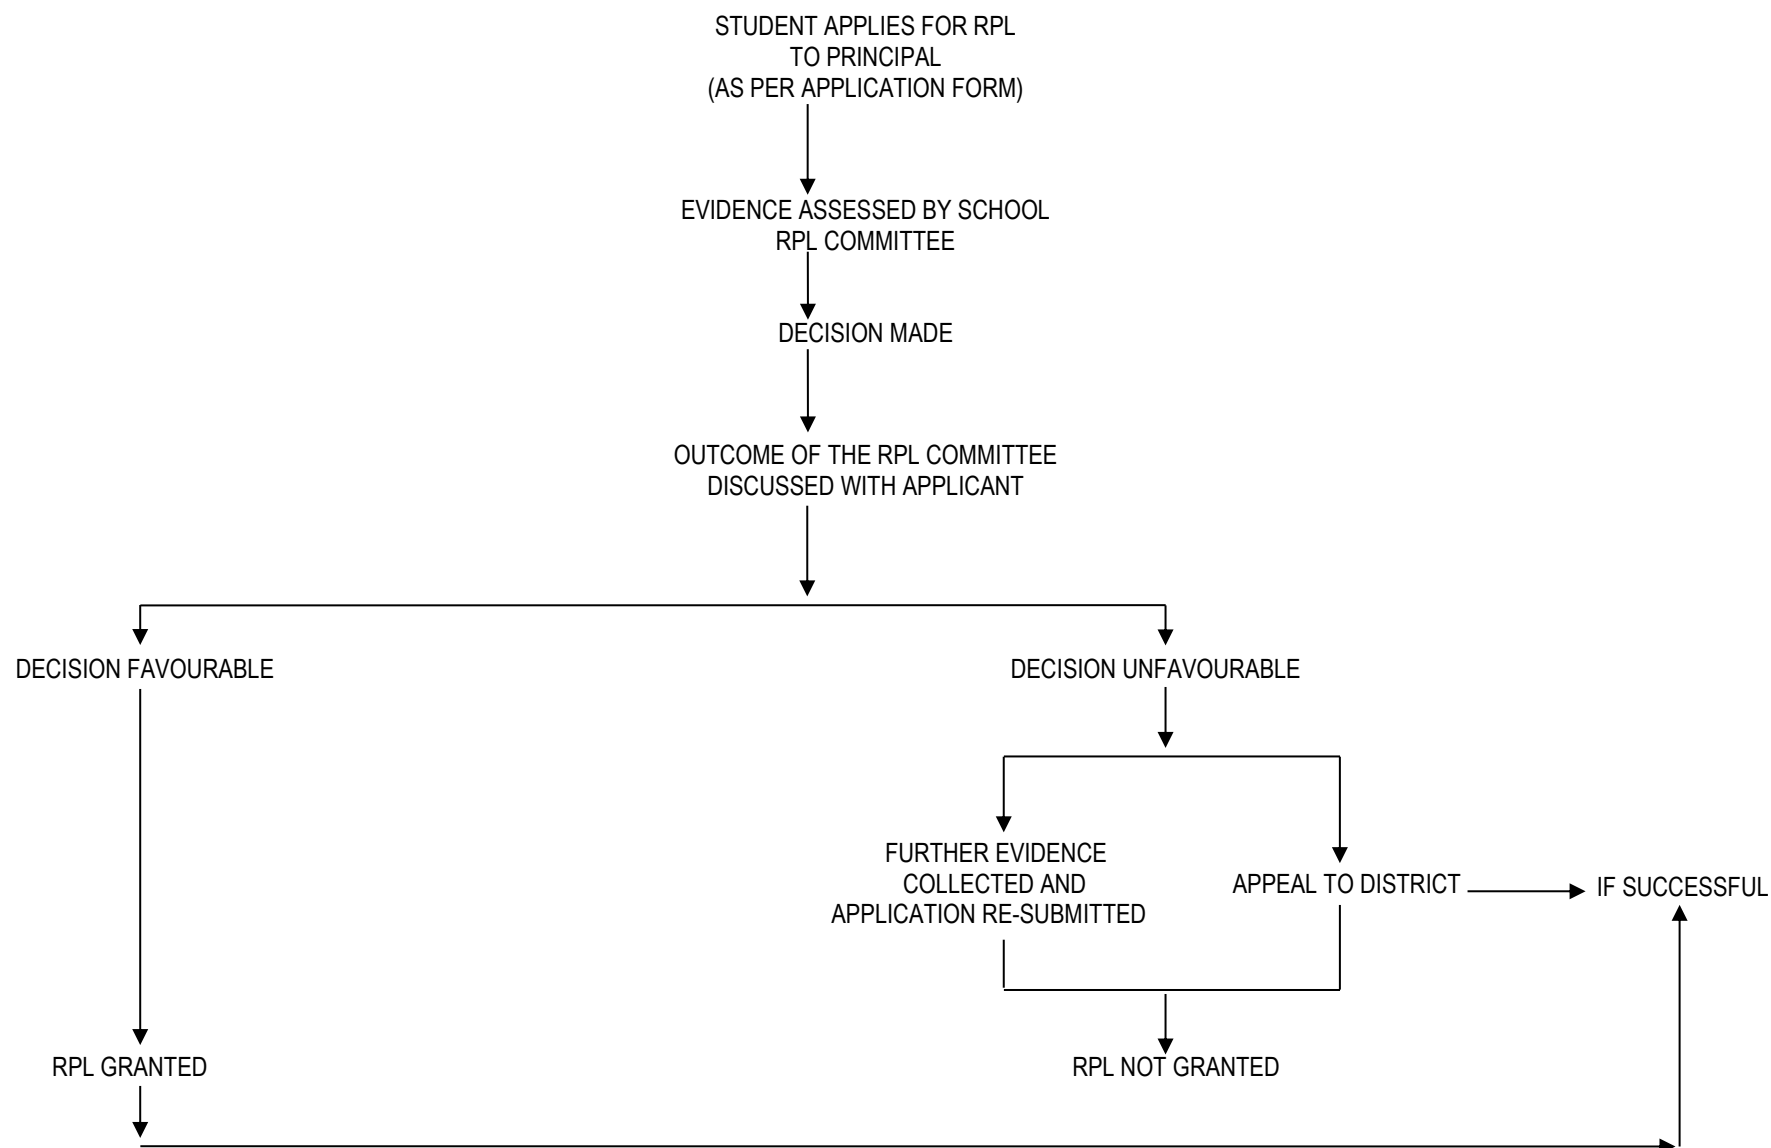 STUDENT APPLIES FOR RPL
TO PRINCIPAL
(AS PER APPLICATION FORM)
EVIDENCE ASSESSED BY SCHOOL
RPL COMMITTEE
DECISION MADE
OUTCOME OF THE RPL COMMITTEE
DISCUSSED WITH APPLICANT
DECISION FAVOURABLE
DECISION UNFAVOURABLE
FURTHER EVIDENCE
COLLECTED AND
APPLICATION RE-SUBMITTED
APPEAL TO DISTRICT
IF SUCCESSFUL
RPL GRANTED
RPL NOT GRANTED